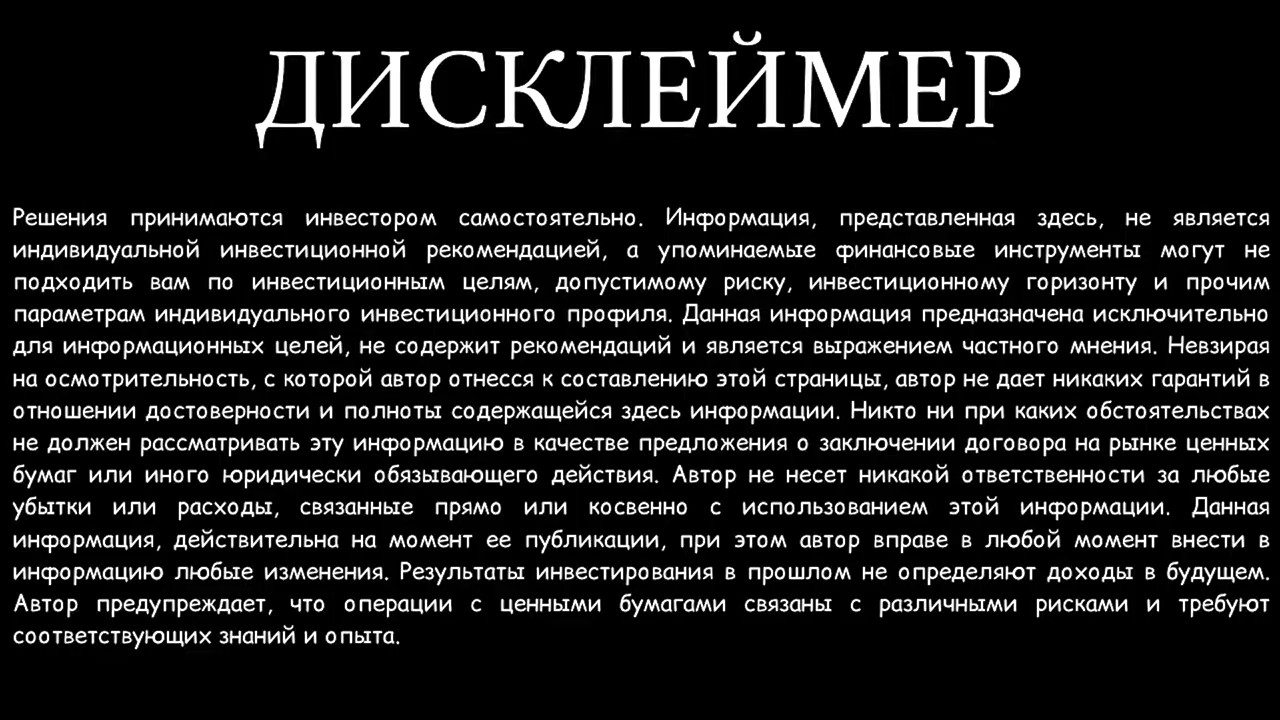 ДИСКЛЕЙМЕР
Решения принимаются инвестором самостоятельно. Информация, представленная здесь, не является
индивидуальной инвестиционной рекомендацией, а упоминаемые финансовые инструменты могут не
подходить вам по инвестиционным целям, допустимому риску, инвестиционному горизонту и прочим
параметрам индивидуального инвестиционного профиля. Данная информация предназначена исключительно
для информационных целей, не содержит рекомендаций и является выражением частного мнения. Невзирая
на осмотрительность, с которой автор отнесся к составлению этой страницы, автор не дает никаких гарантий в
отношении достоверности и полноты содержащейся здесь информации. Никто ни при каких обстоятельствах
не должен рассматривать эту информацию в качестве предложения о заключении договора на рынке ценных
бумаг или иного юридически обязывающего действия. Автор не несет никакой ответственности за любые
убытки или расходы, связанные прямо или косвенно с использованием этой информации. Данная
информация, действительна на момент ее публикации, при этом автор вправе в любой момент внести в
информацию любые изменения. Результаты инвестирования в прошлом не определяют доходы в будущем.
Автор предупреждает, что операции с ценными бумагами связаны с различными рисками и требуют
соответствующих знаний и опыта.